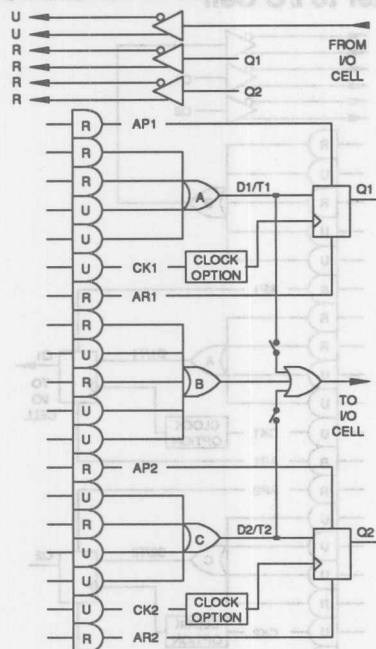 U
U
R
R
R
R
FROM
I/O
CELL
Q1
Q2
R AP1
R
R
U
U
A
D1/T1
Q1
U CK1
CLOCK
OPTION
R AR1
R
U
R
U
U
B
TO
I/O
CELL
R AP2
U
R
U
U
C
D2/T2
Q2
U CK2
CLOCK
OPTION
R AR2